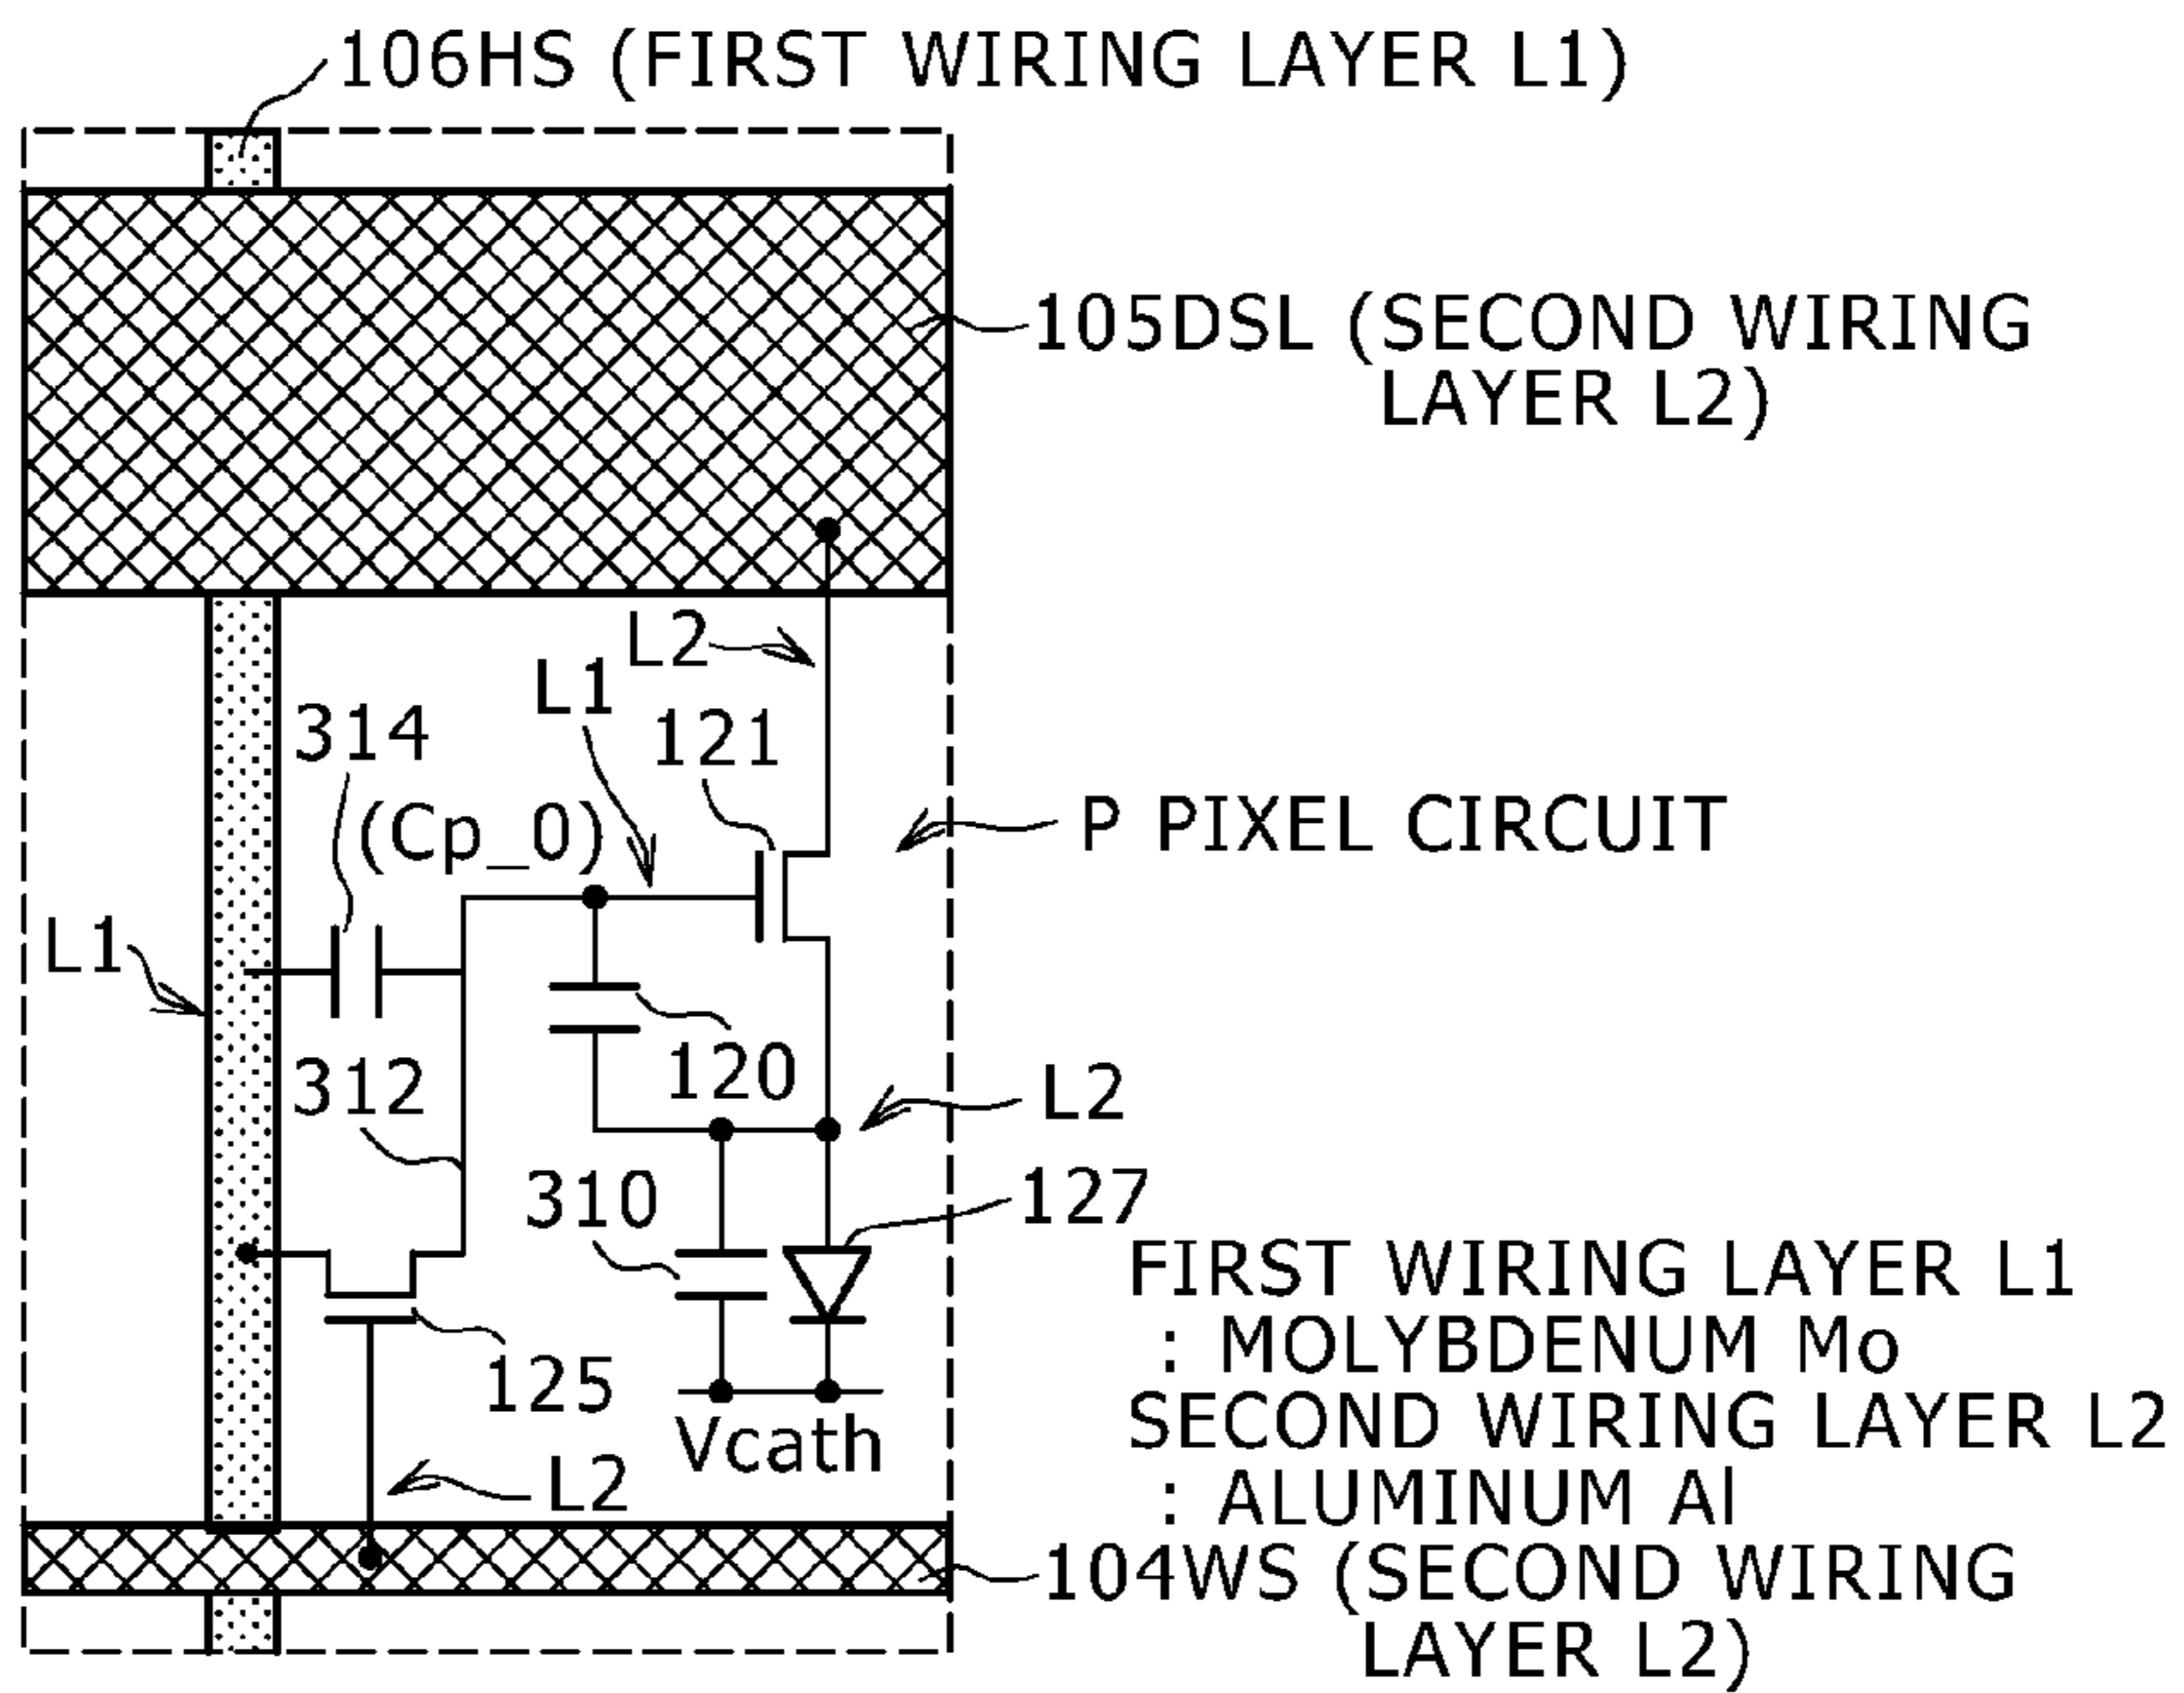 106HS (FIRST WIRING LAYER L1)
105DSL (SECOND WIRING
LAYER L2)
L2
L1
314
121
(Cp_0)
P PIXEL CIRCUIT
L1
312
120
L2
310
127
FIRST WIRING LAYER L1
: MOLYBDENUM Mo
125
SECOND WIRING LAYER L2
Vcath
L2
: ALUMINUM Al
104WS (SECOND WIRING
LAYER L2)